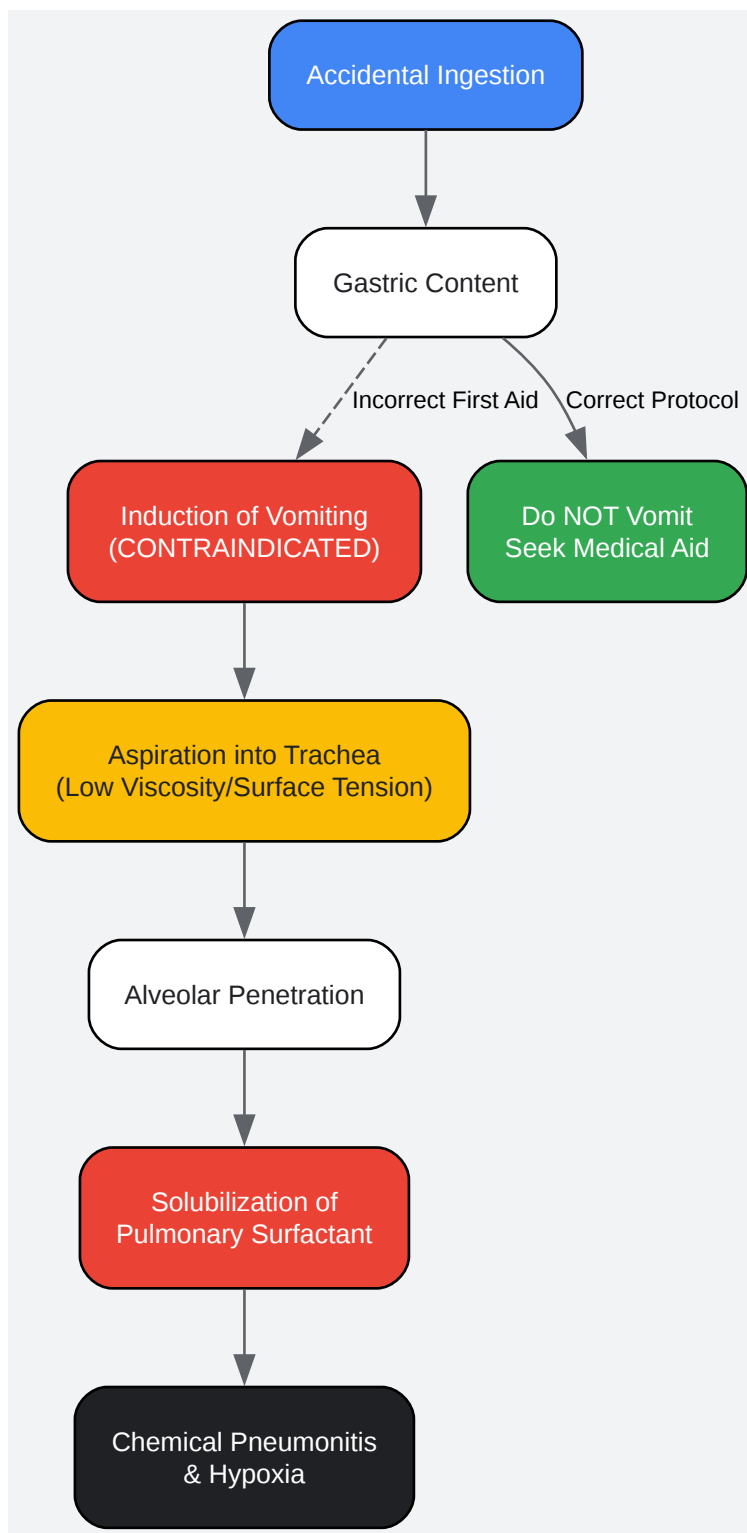 Accidental Ingestion
Gastric Content
Incorrect First Aid
Correct Protocol
Induction of Vomiting
(CONTRAINDICATED)
Do NOT Vomit
Seek Medical Aid
Aspiration into Trachea
(Low Viscosity/Surface Tension)
Alveolar Penetration
Solubilization of
Pulmonary Surfactant
Chemical Pneumonitis
& Hypoxia